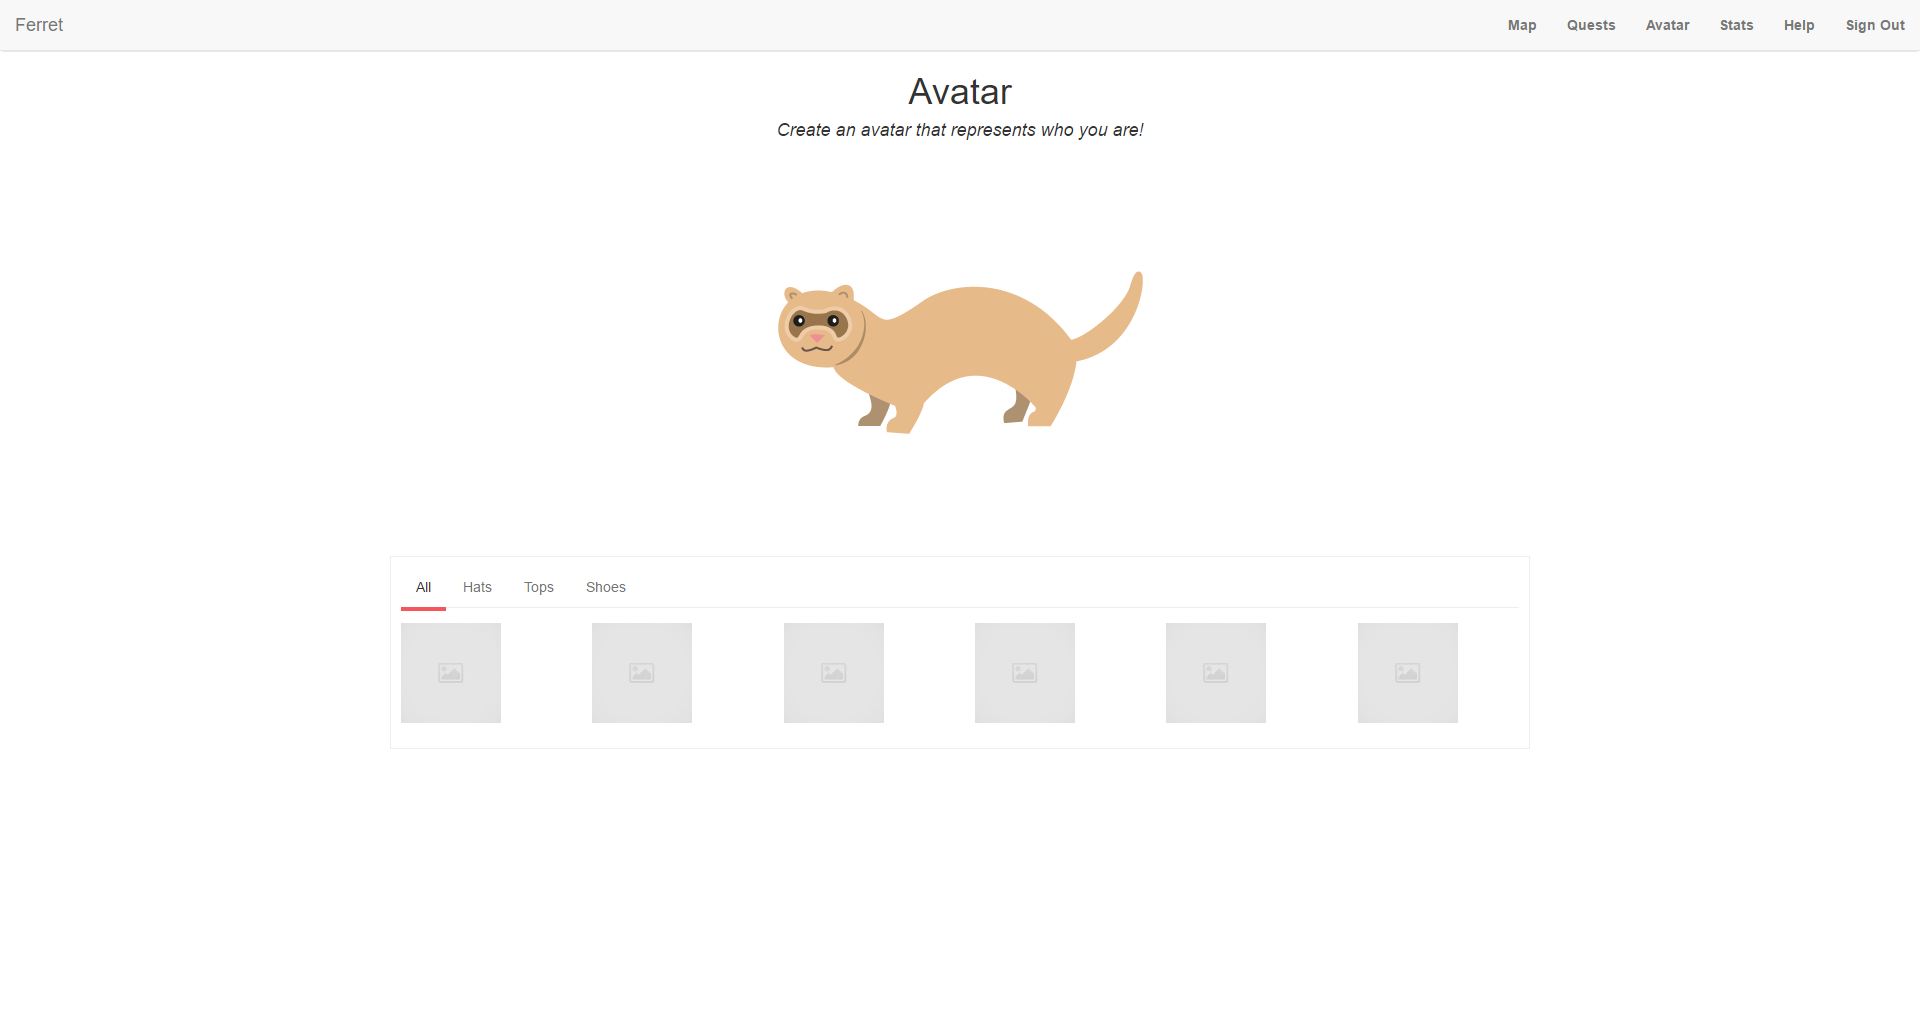 Ferret Map Quests Avatar Stats Help Sign Out
Avatar
Create an avatar that represents who you are!
All Hats Tops Shoes